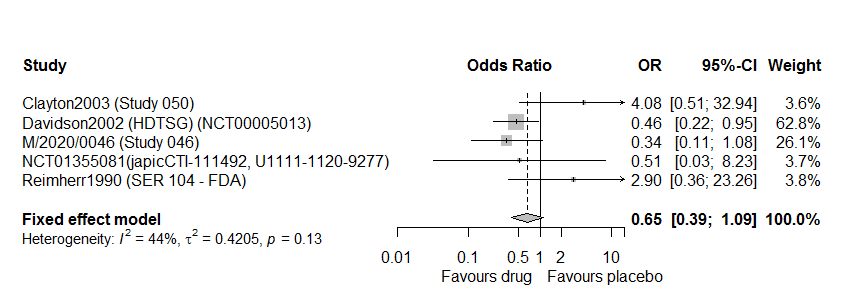 Study Odds Ratio OR 95%-CI Weight
Clayton2003 (Study 050) 4.08 [0.51; 32.94] 3.6%
Davidson2002 (HDTSG) (NCT00005013) 0.46 [0.22; 0.95] 62.8%
M/2020/0046 (Study 046) 0.34 [0.11; 1.08] 26.1%
NCT01355081(japicCTI-111492, U1111-1120-9277) 0.51 [0.03; 8.23] 3.7%
Reimherr1990 (SER 104 - FDA) 2.90 [0.36; 23.26] 3.8%
Fixed effect model 0.65 [0.39; 1.09] 100.0%
Heterogeneity: I² = 44%, τ² = 0.4205, p = 0.13
0.01 0.1 0.5 1 2 10
Favours drug Favours placebo